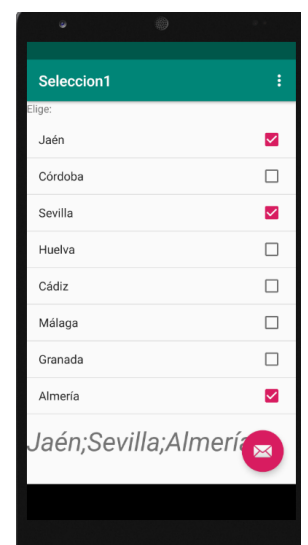 Seleccion1
Elige:
Jaén
Córdoba
Sevilla
Huelva
Cádiz
Málaga
Granada
Almería
Jaén;Sevilla;Almería